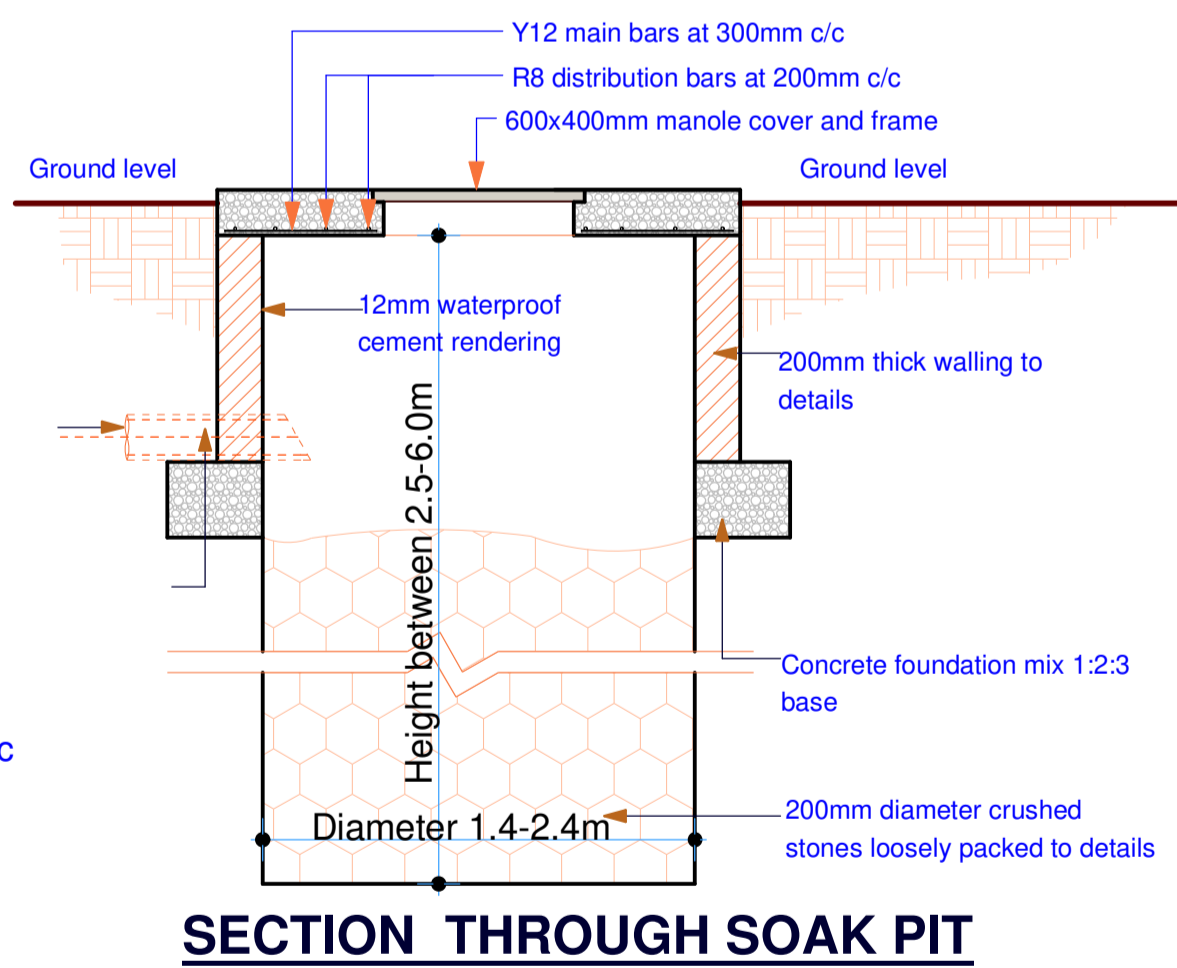 Y12 main bars at 300mm c/c
R8 distribution bars at 200mm c/c
600x400mm manole cover and frame
Ground level
Ground level
12mm waterproof
cement rendering
200mm thick walling to
details
Height between 2.5-6.0m
Concrete foundation mix 1:2:3
base
c
200mm diameter crushed
stones loosely packed to details
Diameter 1.4-2.4m
SECTION THROUGH SOAK PIT